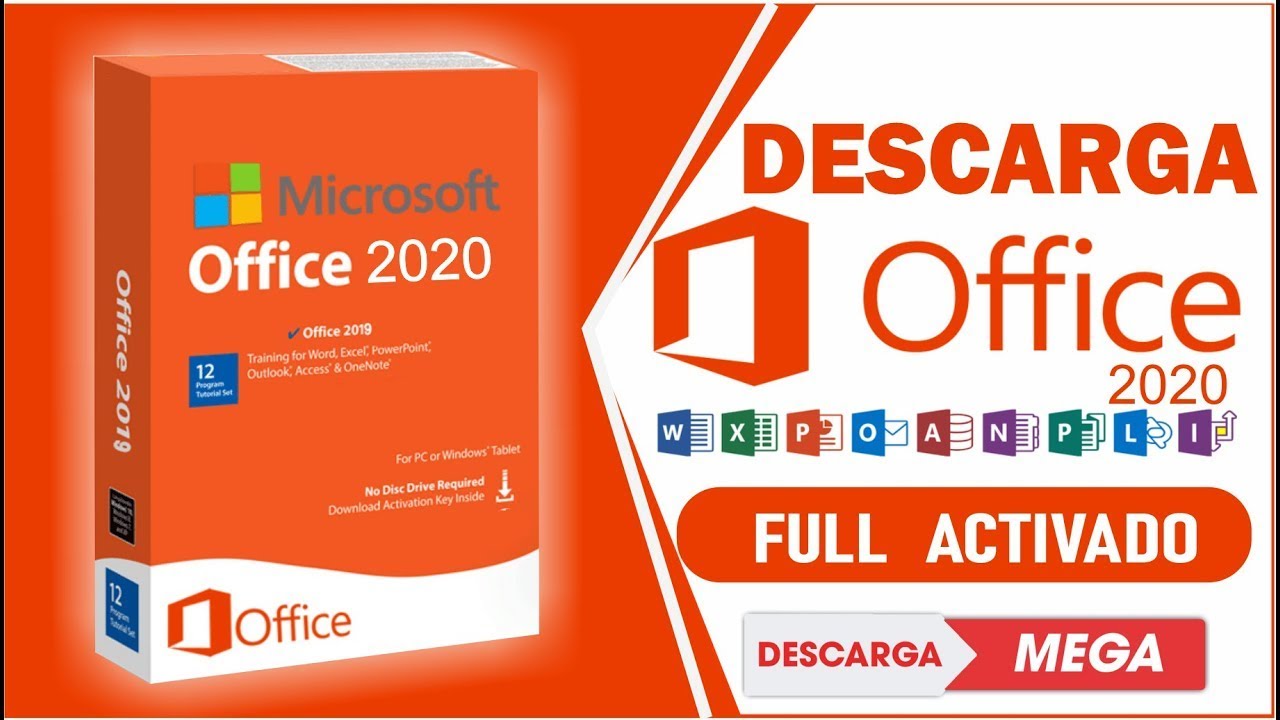 Microsoft
Office 2020
✔ Office 2019
12
Program
Tutorial Set
Training for Word, Excel, PowerPoint,
Outlook, Access & OneNote
For PC or Windows Tablet
No Disc Drive Required
Download Activation Key Inside
Office
Office 2019
12
Program
Tutorial Set
DESCARGA
Office
2020
W X P O A N P L I
FULL ACTIVADO
DESCARGA MEGA